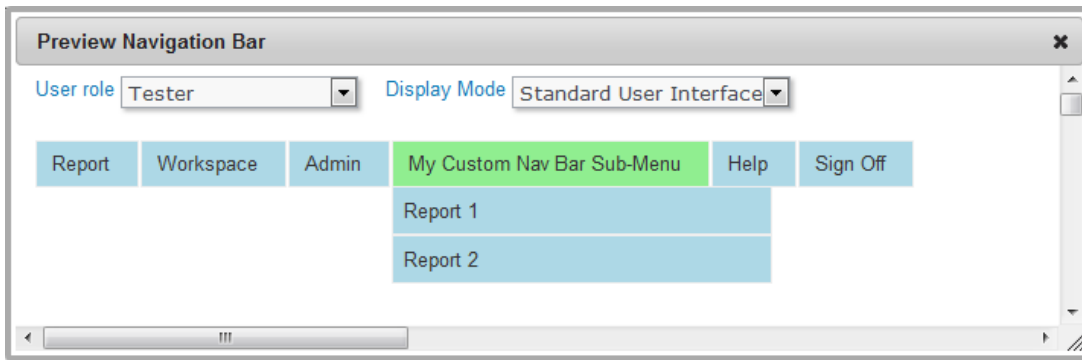 Preview Navigation Bar
User role Tester Display Mode Standard User Interface
Report Workspace Admin My Custom Nav Bar Sub-Menu Help Sign Off
Report 1
Report 2